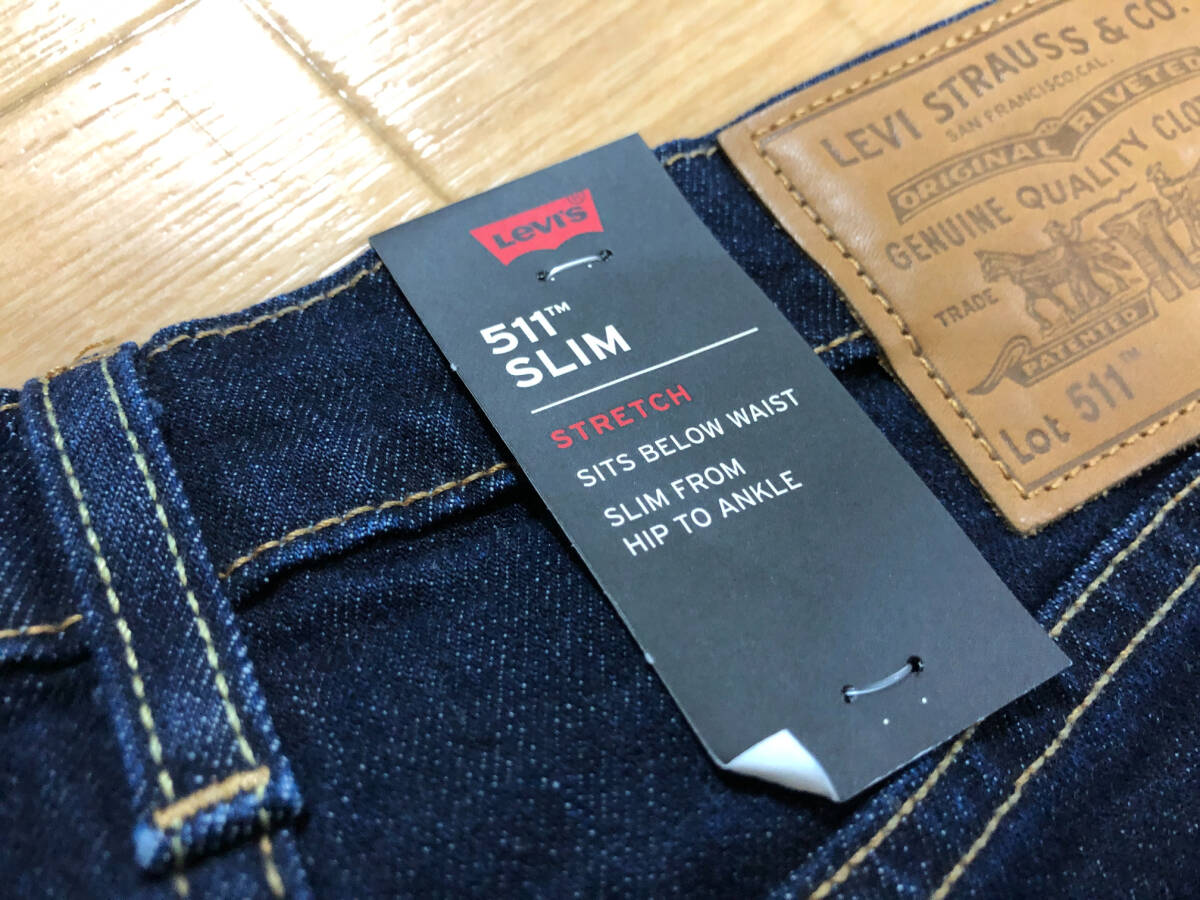 Levi's®
511™
SLIM
STRETCH
SITS BELOW WAIST
SLIM FROM
HIP TO ANKLE
LEVI STRAUSS & CO.
SAN FRANCISCO,CAL.
ORIGINAL RIVETED
GENUINE QUALITY
TRADE
PATENTED
Lot 511™